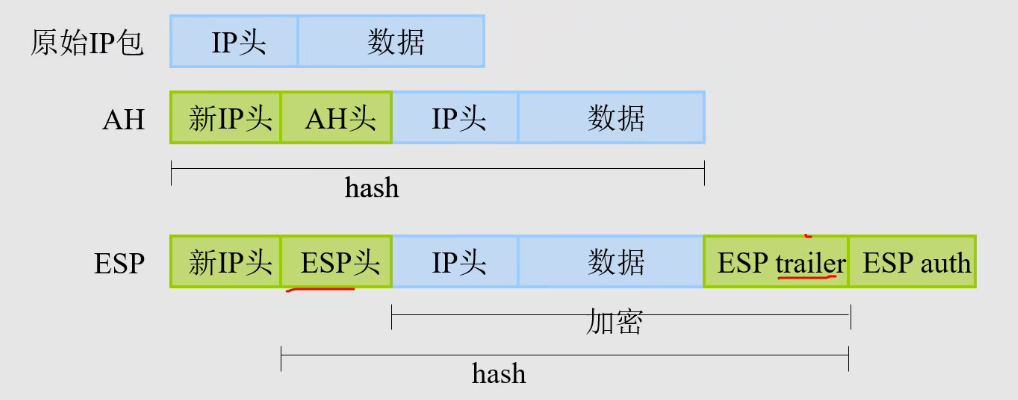 原始IP包 IP头 数据
AH 新IP头 AH头 IP头 数据
hash
ESP 新IP头 ESP头 IP头 数据 ESP trailer ESP auth
加密
hash